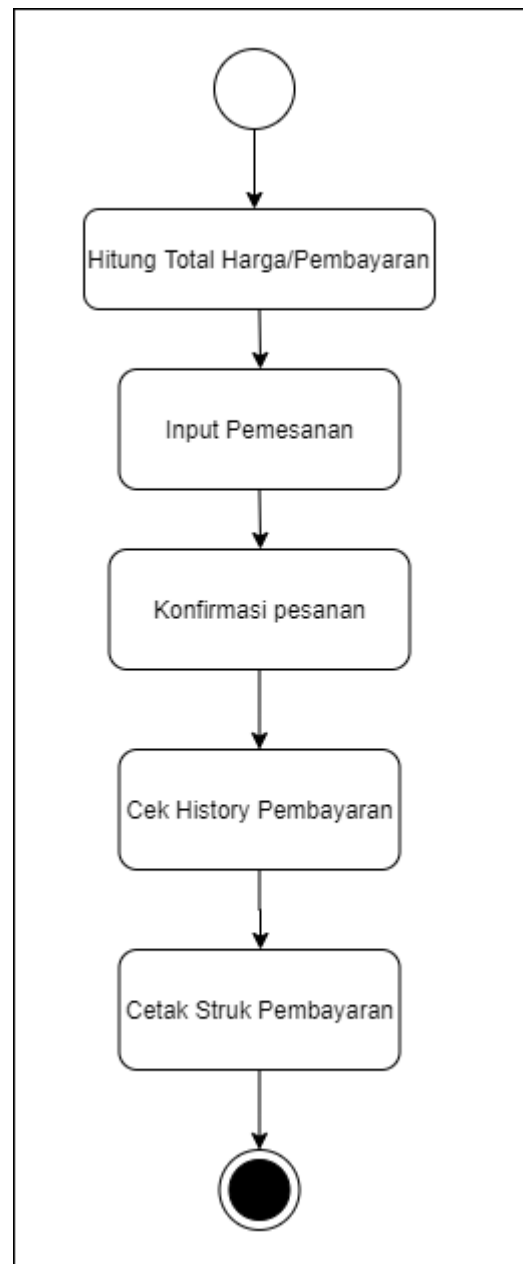 Hitung Total Harga/Pembayaran
Input Pemesanan
Konfirmasi pesanan
Cek History Pembayaran
Cetak Struk Pembayaran